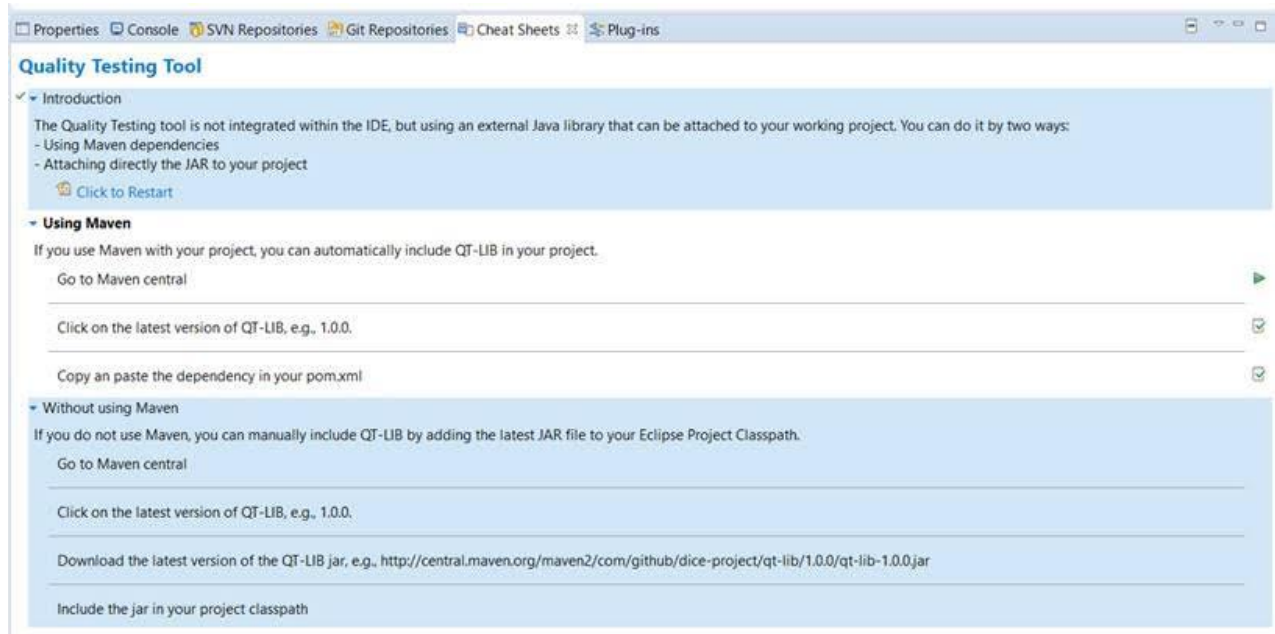 Properties Console SVN Repositories Git Repositories Cheat Sheets Plug-ins
Quality Testing Tool
Introduction
The Quality Testing tool is not integrated within the IDE, but using an external Java library that can be attached to your working project. You can do it by two ways:
- Using Maven dependencies
- Attaching directly the JAR to your project
Click to Restart
Using Maven
If you use Maven with your project, you can automatically include QT-LIB in your project.
Go to Maven central
Click on the latest version of QT-LIB, e.g., 1.0.0.
Copy an paste the dependency in your pom.xml
Without using Maven
If you do not use Maven, you can manually include QT-LIB by adding the latest JAR file to your Eclipse Project Classpath.
Go to Maven central
Click on the latest version of QT-LIB, e.g., 1.0.0.
Download the latest version of the QT-LIB jar, e.g., http://central.maven.org/maven2/com/github/dice-project/qt-lib/1.0.0/qt-lib-1.0.0.jar
Include the jar in your project classpath